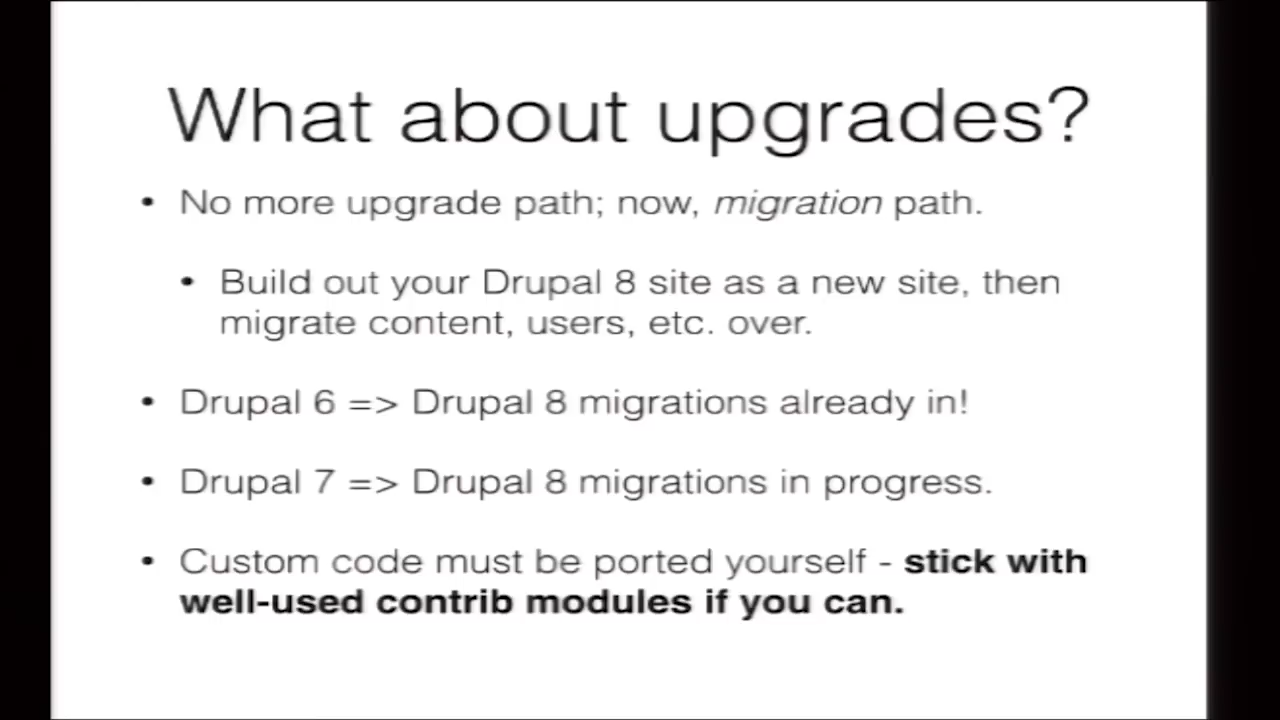 What about upgrades?
• No more upgrade path; now, migration path.
• Build out your Drupal 8 site as a new site, then
migrate content, users, etc. over.
• Drupal 6 => Drupal 8 migrations already in!
• Drupal 7 => Drupal 8 migrations in progress.
• Custom code must be ported yourself - stick with
well-used contrib modules if you can.